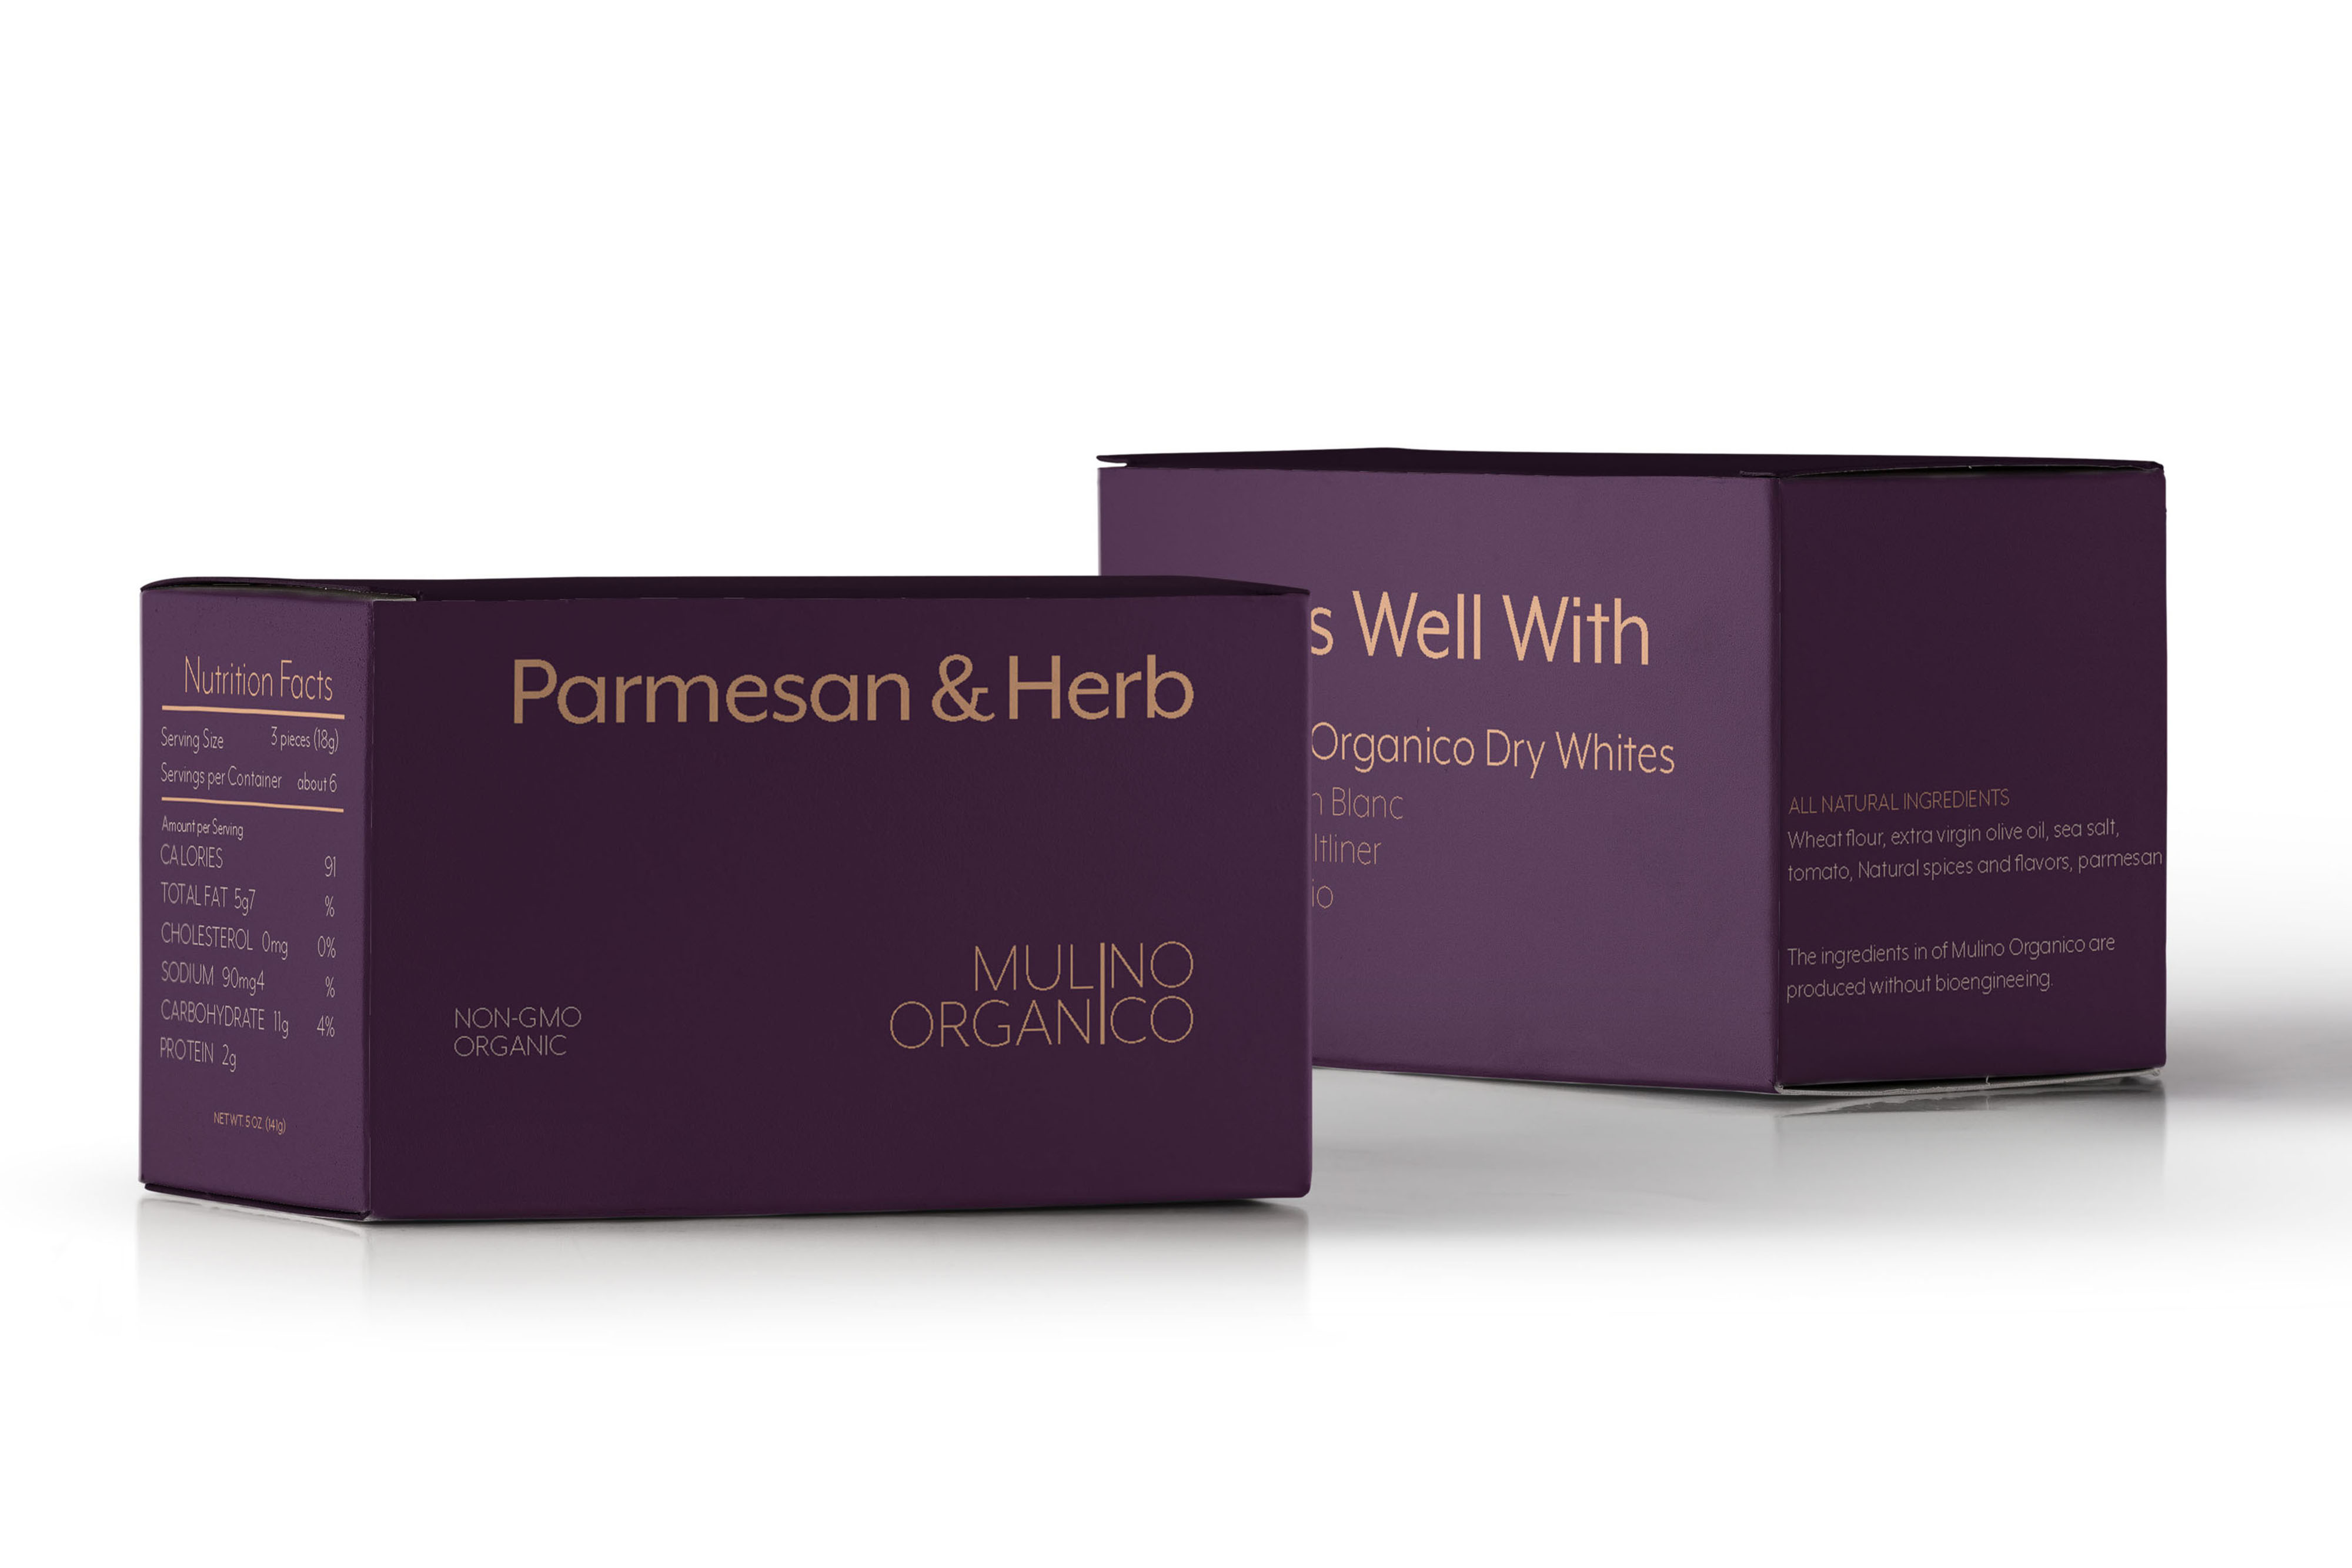 Nutrition Facts
Serving Size 3 pieces (18g)
Servings per Container about 6
Amount per Serving
CALORIES 91
TOTAL FAT 5g7 %
CHOLESTEROL 0mg 0%
SODIUM 90mg4 %
CARBOHYDRATE 11g 4%
PROTEIN 2g
NET WT. 5 OZ. (141g)
Parmesan & Herb
NON-GMO
ORGANIC
MULINO
ORGANICO
s Well With
Organico Dry Whites
n Blanc
ltliner
io
ALL NATURAL INGREDIENTS
Wheat flour, extra virgin olive oil, sea salt,
tomato, Natural spices and flavors, parmesan
The ingredients in of Mulino Organico are
produced without bioengineeing.